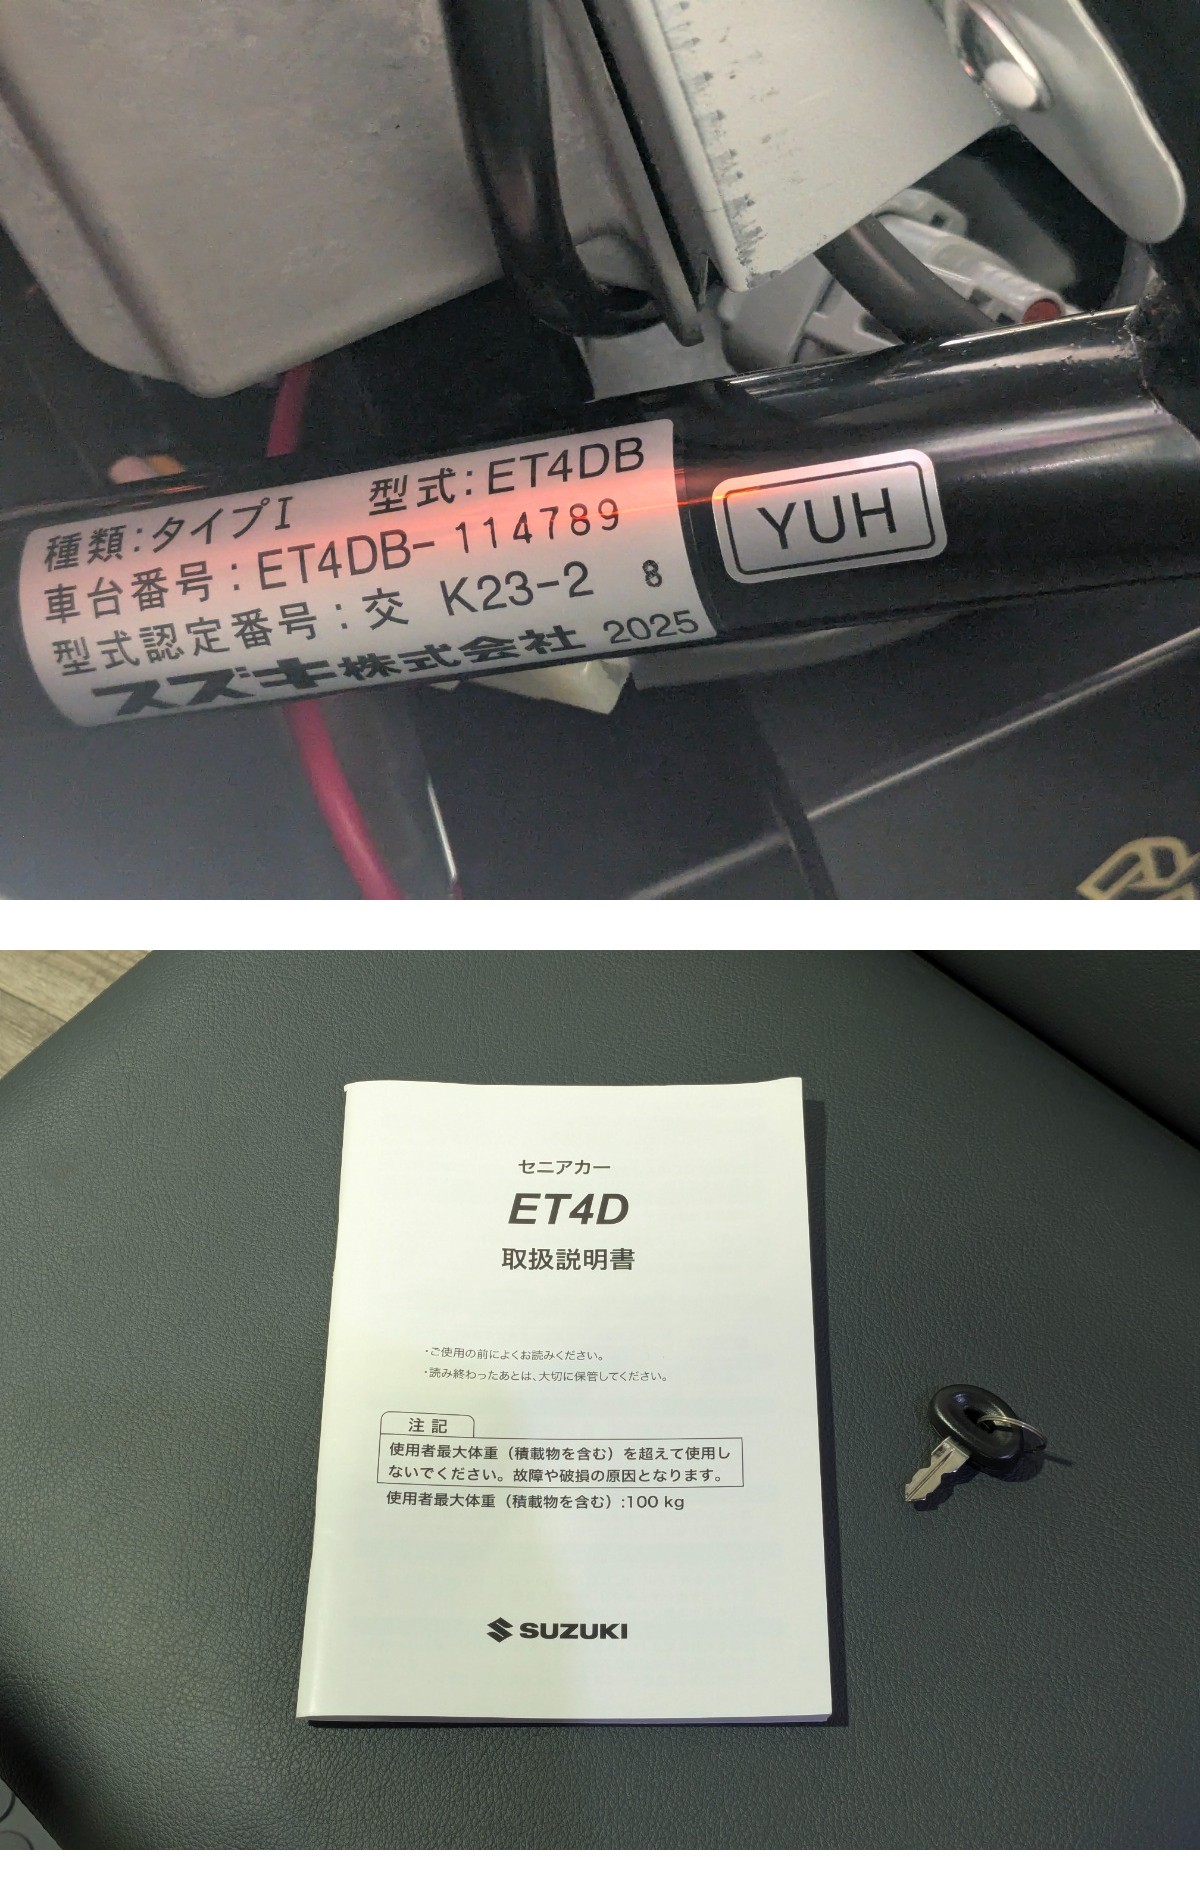 種類:タイプI 型式:ET4DB
車台番号:ET4DB-114789
型式認定番号:交 K23-2 8
スズキ株式会社 2025
YUH
セニアカー
ET4D
取扱説明書
・ご使用の前によくお読みください。
・読み終わったあとは、大切に保管してください。
注記
使用者最大体重（積載物を含む）を超えて使用し
ないでください。故障や破損の原因となります。
使用者最大体重（積載物を含む）:100 kg
SUZUKI